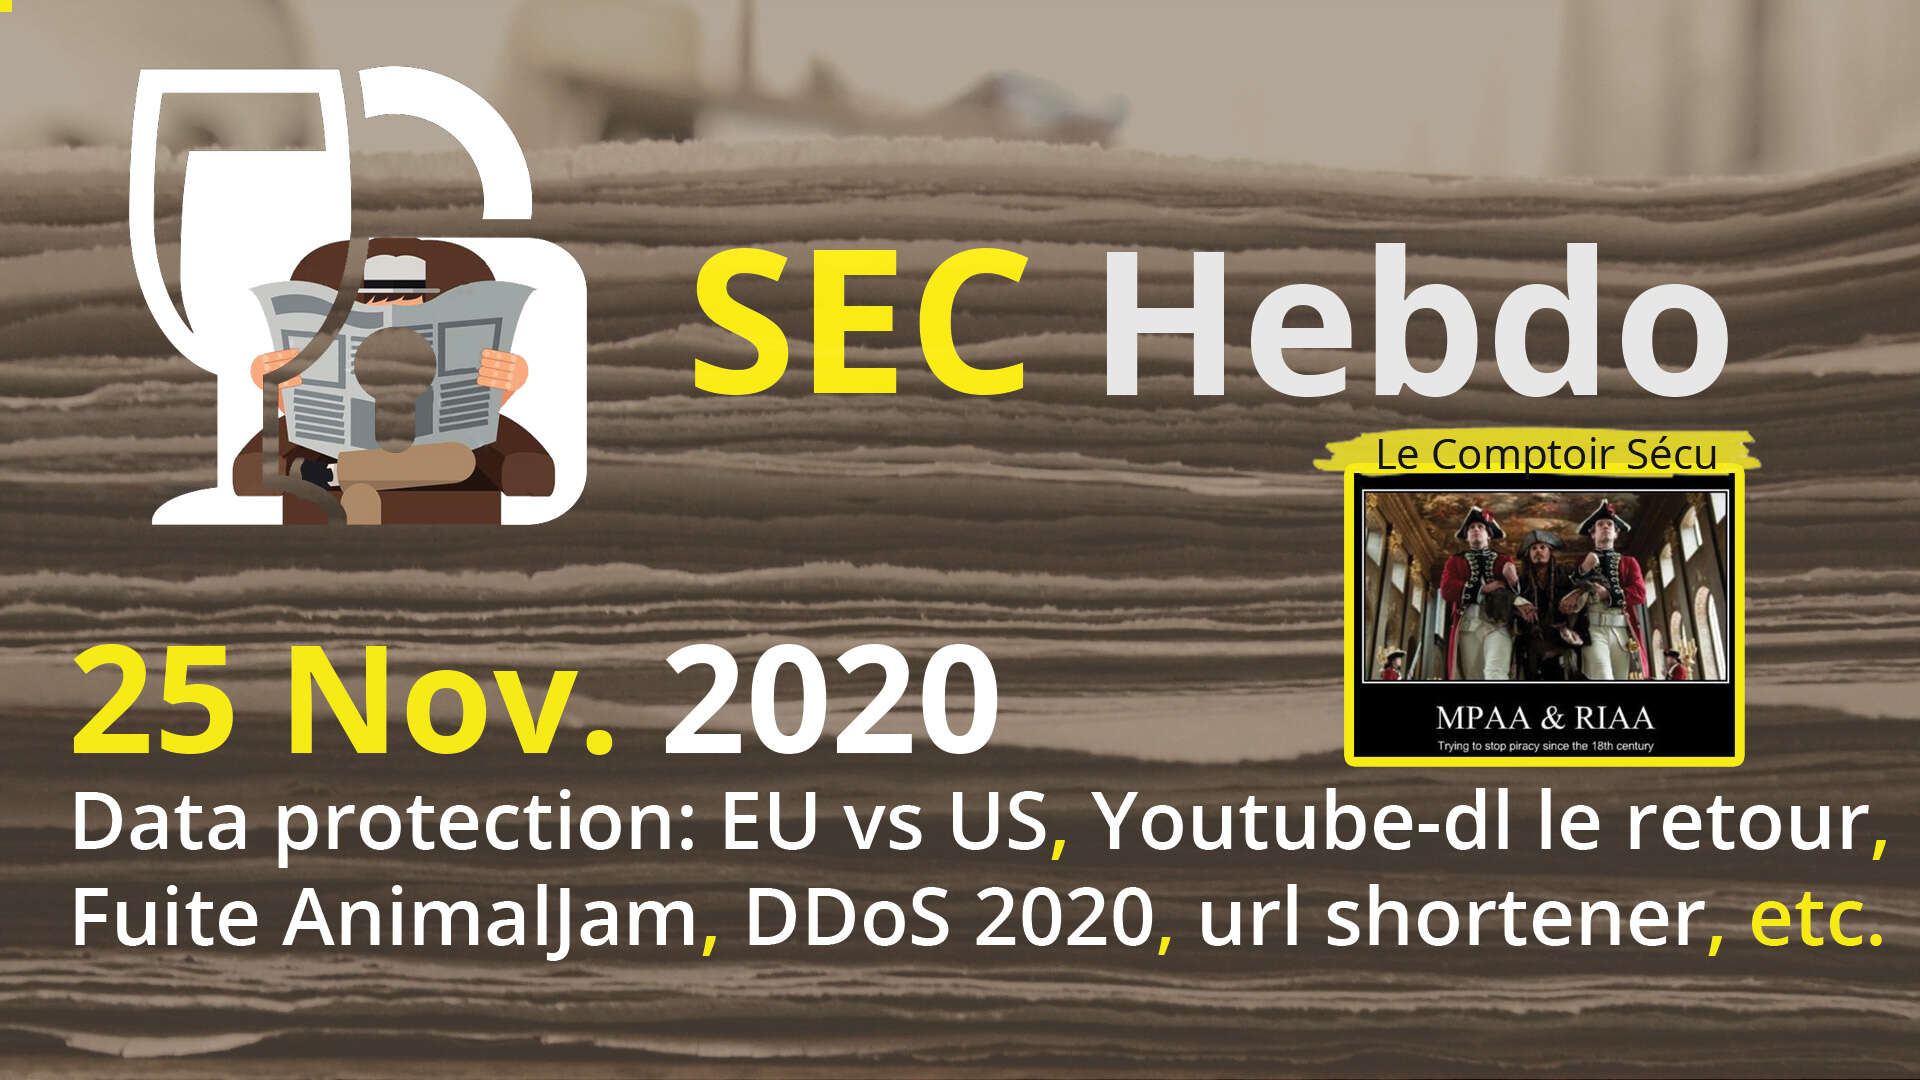 SEC Hebdo
Le Comptoir Sécu
MPAA & RIAA
Trying to stop piracy since the 18th century
25 Nov. 2020
Data protection: EU vs US, Youtube-dl le retour,
Fuite AnimalJam, DDoS 2020, url shortener, etc.